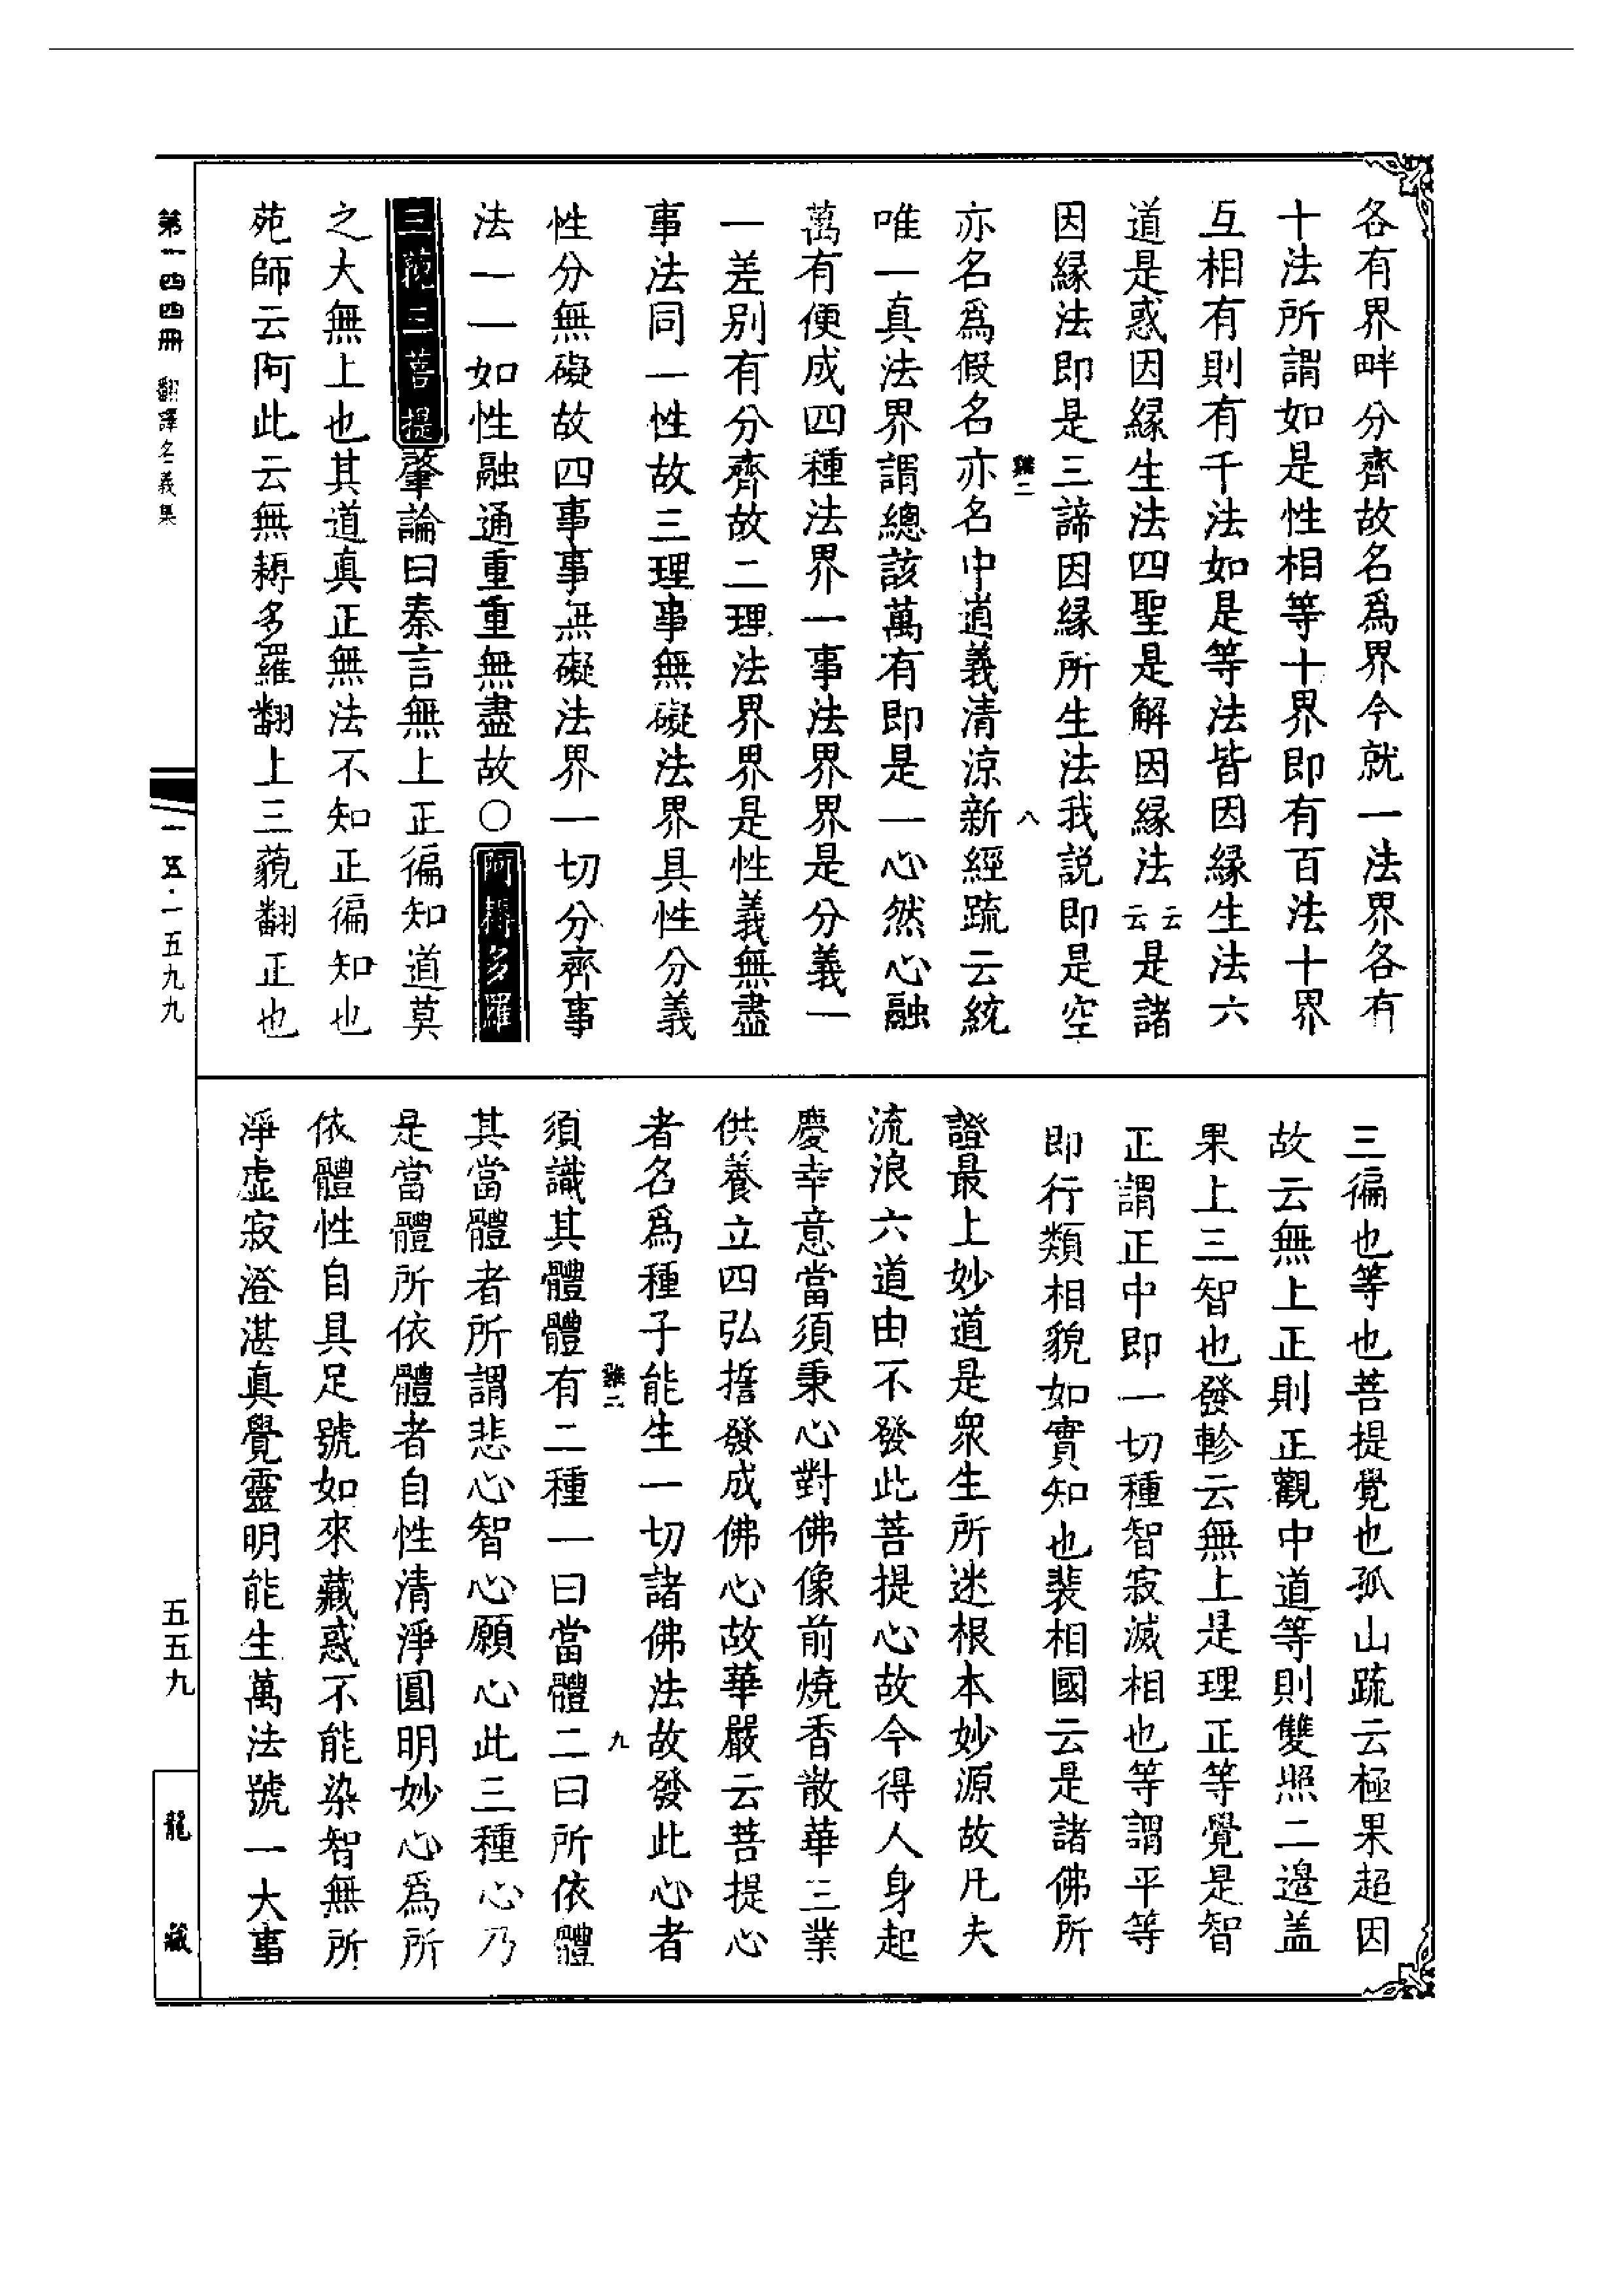 各有界畔分齊故名爲界今就一法界各有
十法所謂如是性相等十界即有百法十界
互相有則有千法如是等法皆因緣生法六
道是惑因緣生法四聖是解因緣法云云是諸
因緣法即是三諦因緣所生法我說即是空
雜二
八
亦名爲假名亦名中道義清涼新經疏云統
唯一真法界謂總該萬有即是一心然心融
萬有便成四種法界一事法界界是分義一
一差別有分齊故二理法界界是性義無盡
事法同一性故三理事無礙法界具性分義
性分無礙故四事事無礙法界一切分齊事
法一一如性融通重重無盡故○阿耨多羅
三藐三菩提肇論曰秦言無上正徧知道莫
之大無上也其道真正無法不知正徧知也
苑師云阿此云無耨多羅翻上三藐翻正也
三徧也等也菩提覺也孤山疏云極果超因
故云無上正則正觀中道等則雙照二邊盖
果上三智也發軫云無上是理正等覺是智
正謂正中即一切種智寂滅相也等謂平等
即行類相貌如實知也裴相國云是諸佛所
證最上妙道是眾生所迷根本妙源故凡夫
流浪六道由不發此菩提心故今得人身起
慶幸意當須秉心對佛像前燒香散華三業
供養立四弘誓發成佛心故華嚴云菩提心
者名爲種子能生一切諸佛法故發此心者
雜二
九
須識其體體有二種一曰當體二曰所依體
其當體者所謂悲心智心願心此三種心乃
是當體所依體者自性清淨圓明妙心爲所
依體性自具足號如來藏惑不能染智無所
淨虛寂澄湛真覺靈明能生萬法號一大事
第一四四冊 翻譯名義集
一一五·一五九九
五五九
龍藏